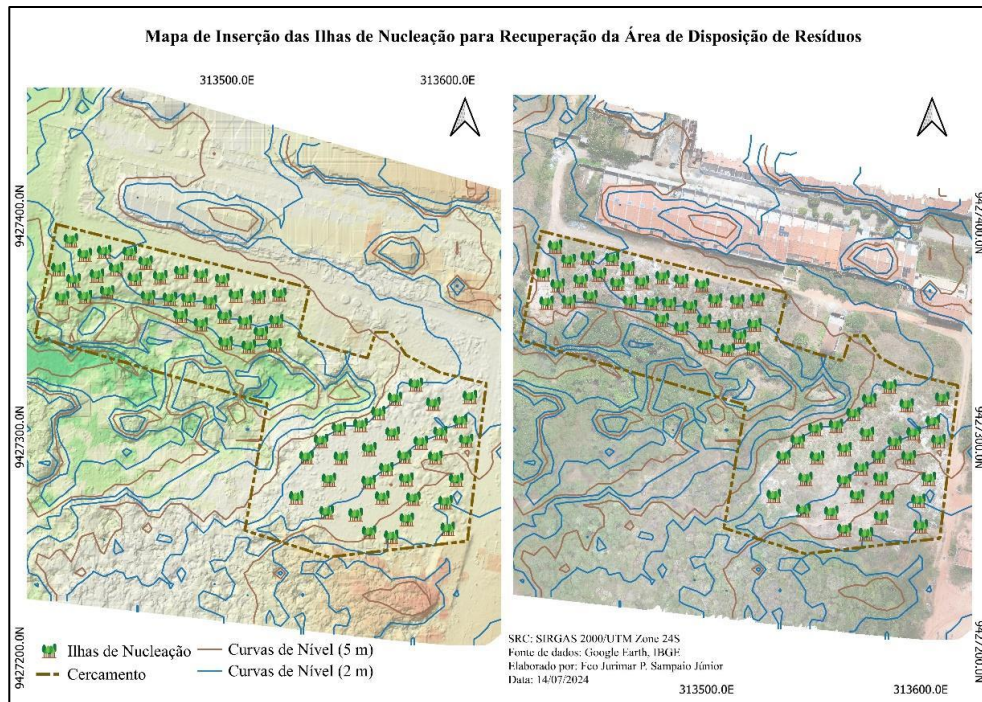 Mapa de Inserção das Ilhas de Nucleação para Recuperação da Área de Disposição de Resíduos
313500.0E
313600.0E
9427400.0N
9427300.0N
9427200.0N
9427400.0N
9427300.0N
9427200.0N
Ilhas de Nucleação
Cercamento
Curvas de Nível (5 m)
Curvas de Nível (2 m)
SRC: SIRGAS 2000/UTM Zone 24S
Fonte de dados: Google Earth, IBGE
Elaborado por: Fco Jurimar P. Sampaio Júnior
Data: 14/07/2024
313500.0E
313600.0E